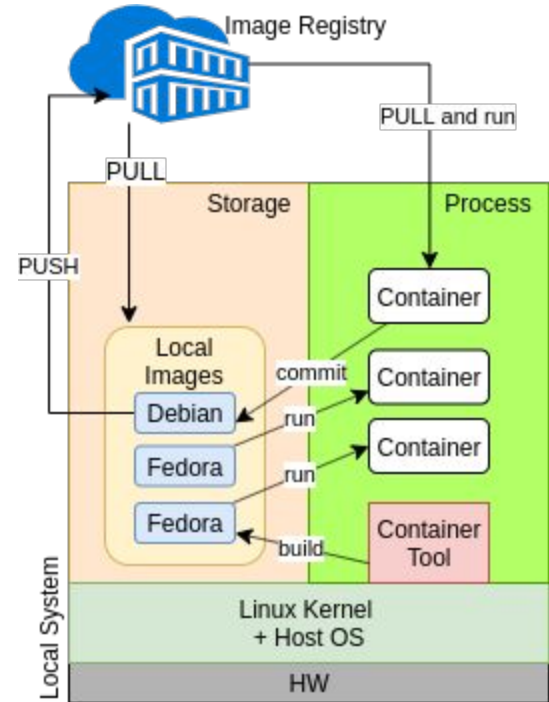 Image Registry
PULL and run
PULL
Storage
Process
PUSH
Container
Local
Images
commit
Container
Debian
run
Container
Fedora
run
Fedora
Container
Tool
build
Linux Kernel
+ Host OS
Local System
HW